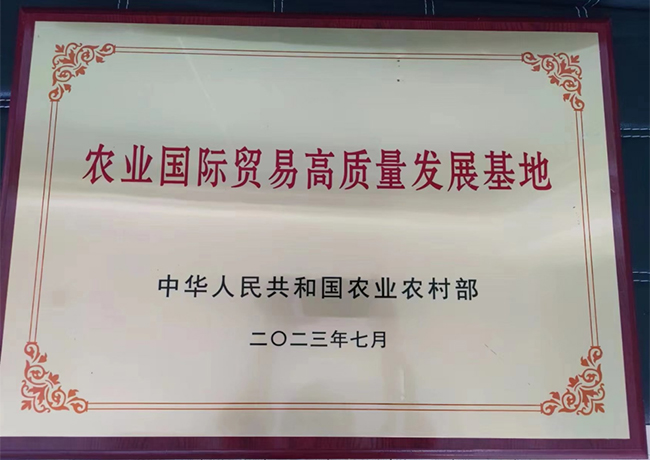 农业国际贸易高质量发展基地
中华人民共和国农业农村部
二〇二三年七月